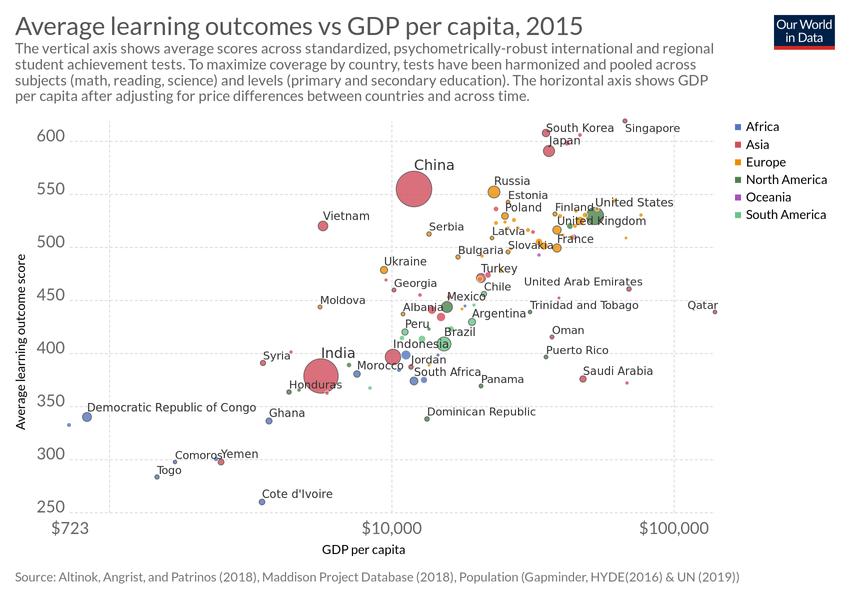 Average learning outcomes vs GDP per capita, 2015
Our World
in Data
The vertical axis shows average scores across standardized, psychometrically-robust international and regional
student achievement tests. To maximize coverage by country, tests have been harmonized and pooled across
subjects (math, reading, science) and levels (primary and secondary education). The horizontal axis shows GDP
per capita after adjusting for price differences between countries and across time.
Average learning outcome score
600
550
500
450
400
350
300
250
South Korea
Singapore
Japan
China
Russia
Estonia
Poland
Finland
United States
Vietnam
United Kingdom
Serbia
Latvia
France
Bulgaria
Slovakia
Ukraine
Turkey
Georgia
Chile
United Arab Emirates
Moldova
Albania
Mexico
Argentina
Trinidad and Tobago
Qatar
Peru
Brazil
Oman
Indonesia
Puerto Rico
Syria
India
Morocco
Jordan
South Africa
Saudi Arabia
Honduras
Panama
Democratic Republic of Congo
Ghana
Dominican Republic
Comoros
Yemen
Togo
Cote d'Ivoire
$723
$10,000
$100,000
GDP per capita
Africa
Asia
Europe
North America
Oceania
South America
Source: Altinok, Angrist, and Patrinos (2018), Maddison Project Database (2018), Population (Gapminder, HYDE(2016) & UN (2019))